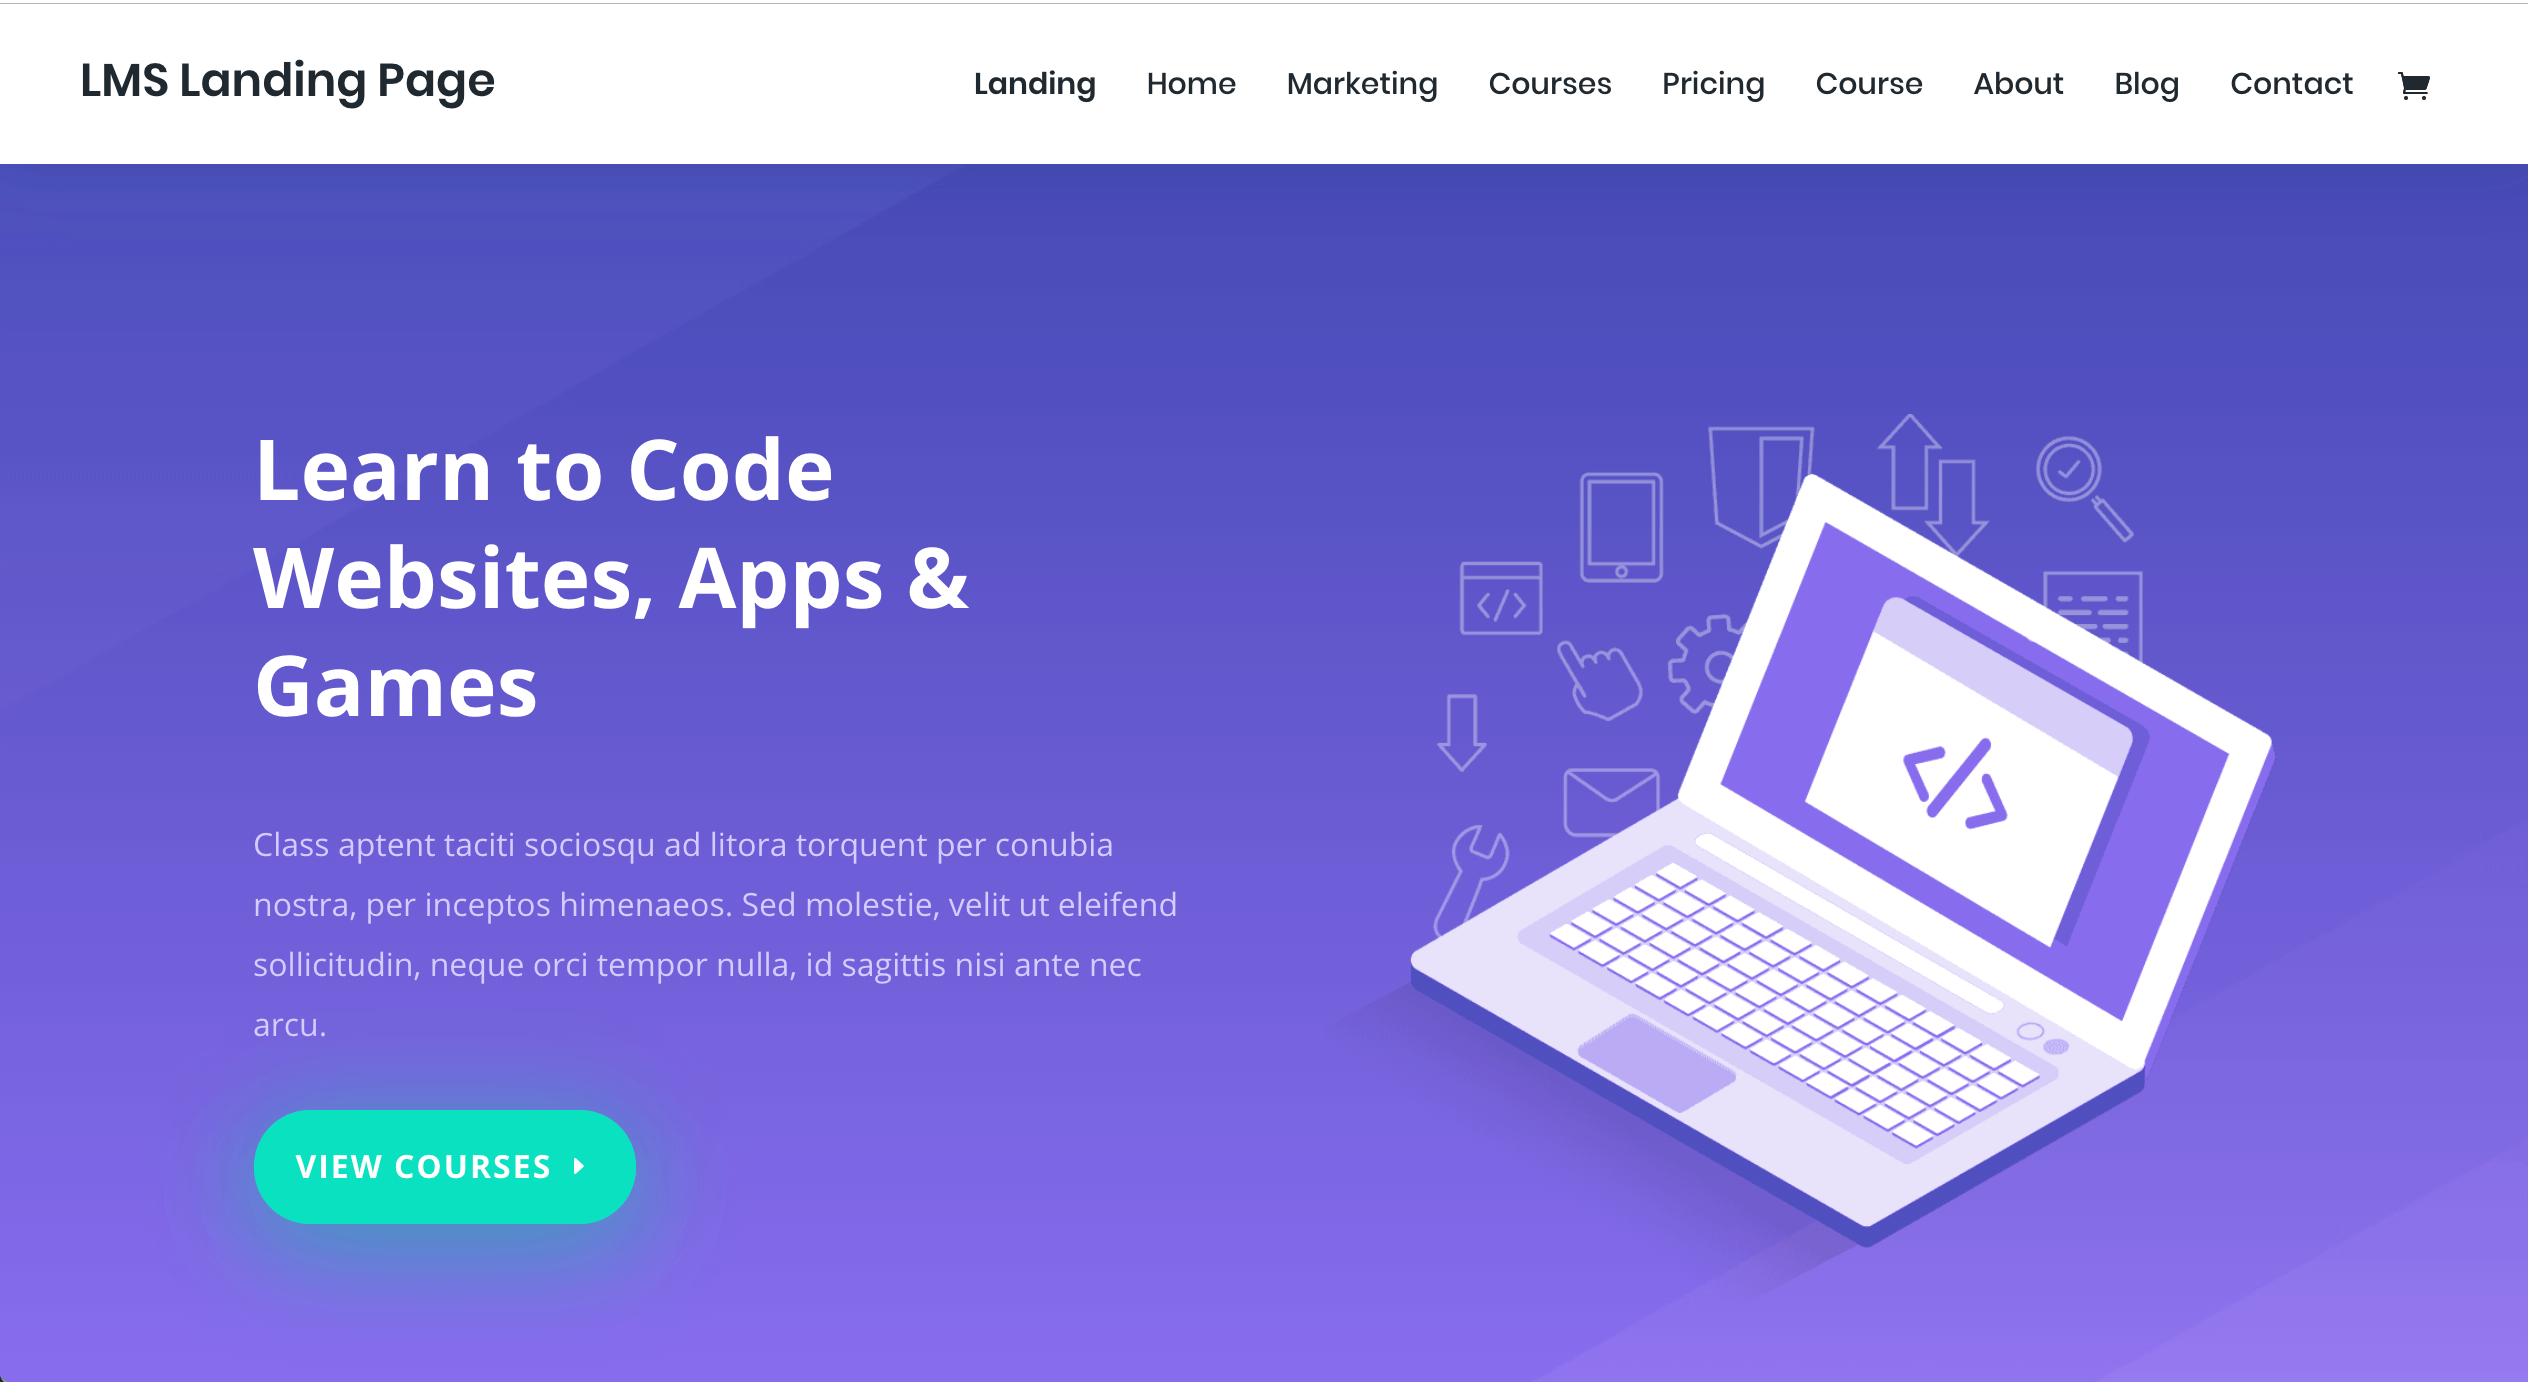 LMS Landing Page
Landing Home Marketing Courses Pricing Course About Blog Contact
Learn to Code
Websites, Apps &
Games
Class aptent taciti sociosqu ad litora torquent per conubia
nostra, per inceptos himenaeos. Sed molestie, velit ut eleifend
sollicitudin, neque orci tempor nulla, id sagittis nisi ante nec
arcu.
VIEW COURSES
</>
</>